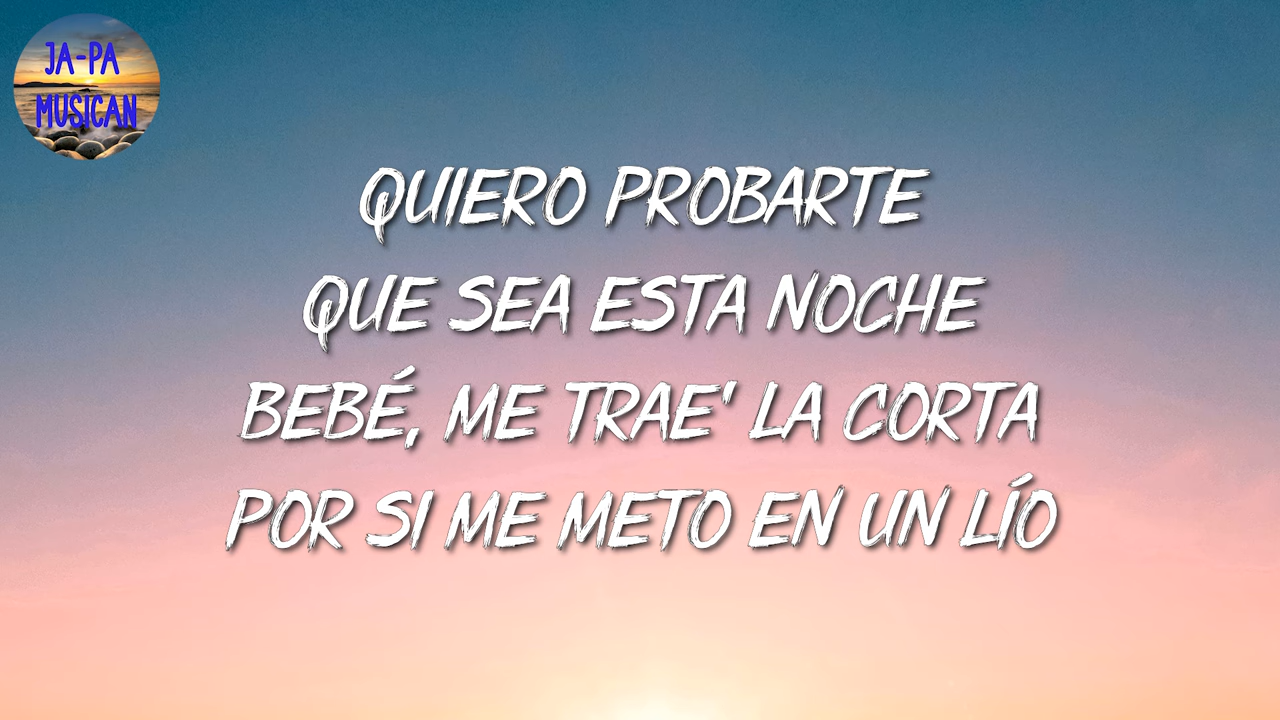 JA-PA
MUSICAN
QUIERO PROBARTE
QUE SEA ESTA NOCHE
BEBÉ, ME TRAE' LA CORTA
POR SI ME METO EN UN LÍO